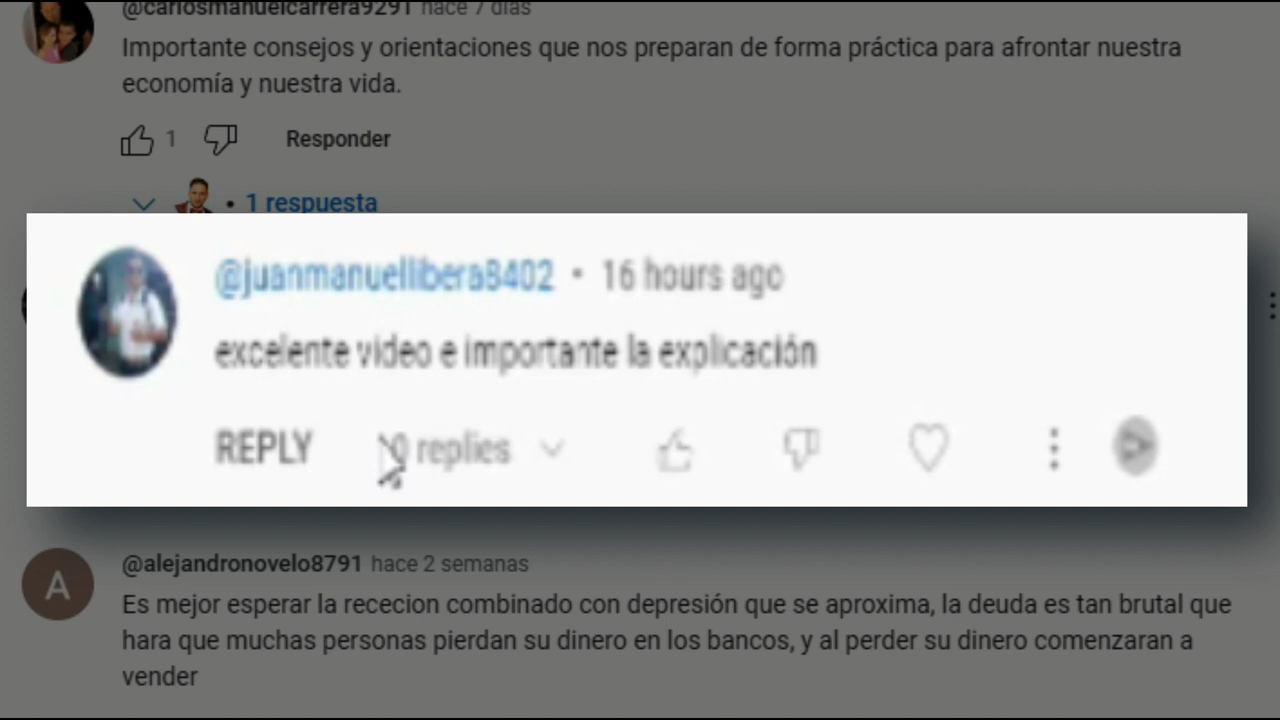 @carlosmanuelcarrera9291 hace 7 días
Importante consejos y orientaciones que nos preparan de forma práctica para afrontar nuestra
economía y nuestra vida.
1 Responder
• 1 respuesta
@juanmanuellibera8402 • 16 hours ago
excelente video e importante la explicación
REPLY 0 replies
A
@alejandronovelo8791 hace 2 semanas
Es mejor esperar la rececion combinado con depresión que se aproxima, la deuda es tan brutal que
hara que muchas personas pierdan su dinero en los bancos, y al perder su dinero comenzaran a
vender